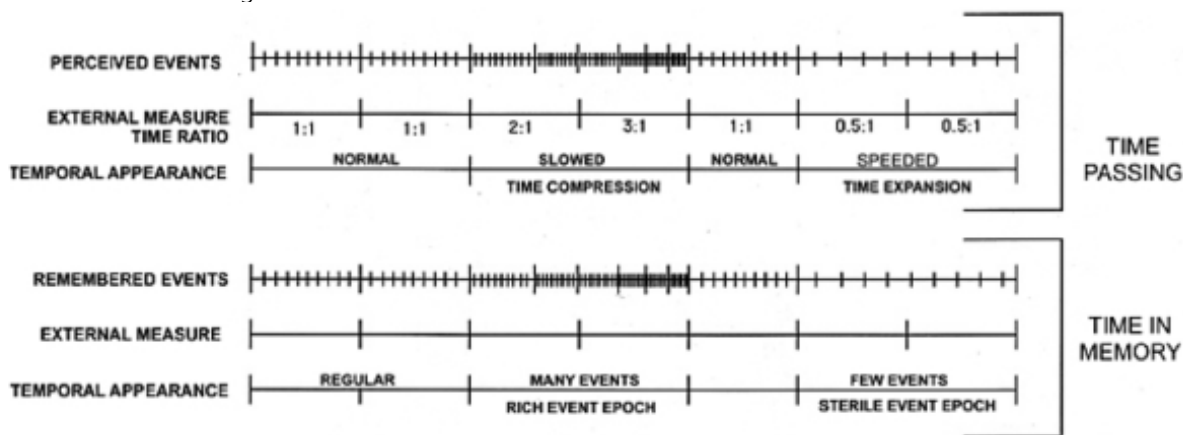 PERCEIVED EVENTS
EXTERNAL MEASURE
TIME RATIO
1:1 1:1 2:1 3:1 1:1 0.5:1 0.5:1
TEMPORAL APPEARANCE
NORMAL SLOWED NORMAL SPEEDED
TIME COMPRESSION TIME EXPANSION
TIME
PASSING
REMEMBERED EVENTS
EXTERNAL MEASURE
TEMPORAL APPEARANCE
REGULAR MANY EVENTS FEW EVENTS
RICH EVENT EPOCH STERILE EVENT EPOCH
TIME IN
MEMORY